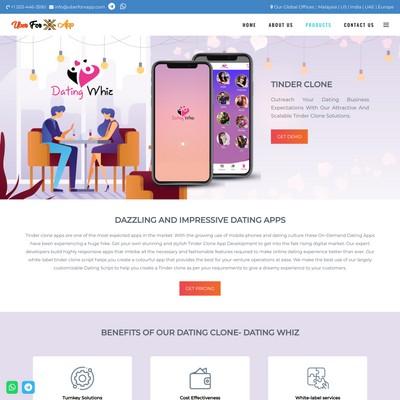 +1 323-446-3590 info@uberforxapp.com Our Global Offices : Malaysia | US | India | UAE | Europe
Uber For X App HOME ABOUT US PRODUCTS CONTACT US
Dating Whiz
Dating Whiz
TINDER CLONE
Outreach Your Dating Business
Expectations With Our Attractive And
Scalable Tinder Clone Solutions.
GET DEMO
DAZZLING AND IMPRESSIVE DATING APPS
Tinder clone apps are one of the most expected apps in the market. With the growing use of mobile phones and dating culture these On-Demand Dating Apps
have been experiencing a huge hike. Get your own stunning and stylish Tinder Clone App Development to get into the fast rising digital market. Our expert
developers build highly responsive apps that imbibe all the necessary and fashionable features required to make online dating experience better than ever. Our
white label tinder clone script helps you create a colourful app that provides the best for your venture operations at ease. We make the best use of our largely
customizable Dating Script to help you create a Tinder clone as per your requirements to give a dreamy experience to your customers.
GET PRICING
BENEFITS OF OUR DATING CLONE- DATING WHIZ
Turnkey Solutions Cost Effectiveness White-label services